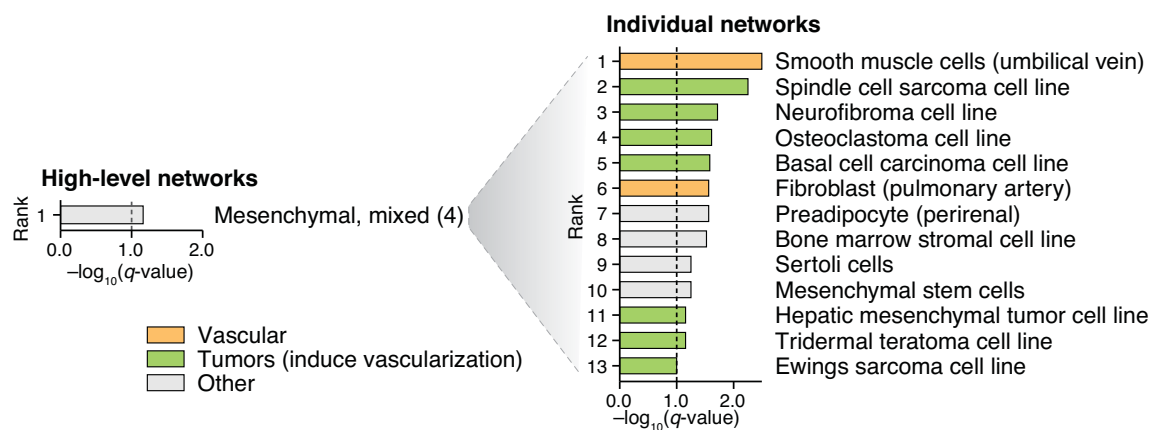 Individual networks
1 Smooth muscle cells (umbilical vein)
2 Spindle cell sarcoma cell line
3 Neurofibroma cell line
4 Osteoclastoma cell line
5 Basal cell carcinoma cell line
6 Fibroblast (pulmonary artery)
7 Preadipocyte (perirenal)
8 Bone marrow stromal cell line
9 Sertoli cells
10 Mesenchymal stem cells
11 Hepatic mesenchymal tumor cell line
12 Tridermal teratoma cell line
13 Ewings sarcoma cell line
Rank
0.0 1.0 2.0
–log10(q-value)
High-level networks
Rank
1 Mesenchymal, mixed (4)
0.0 1.0 2.0
–log10(q-value)
Vascular
Tumors (induce vascularization)
Other